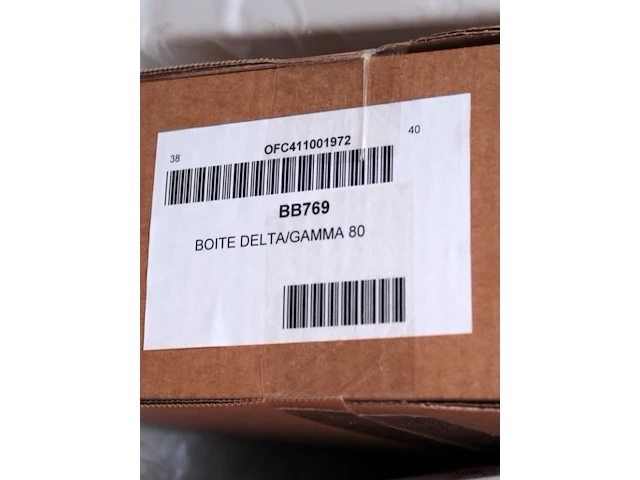 38
OFC411001972
40
BB769
BOITE DELTA/GAMMA 80